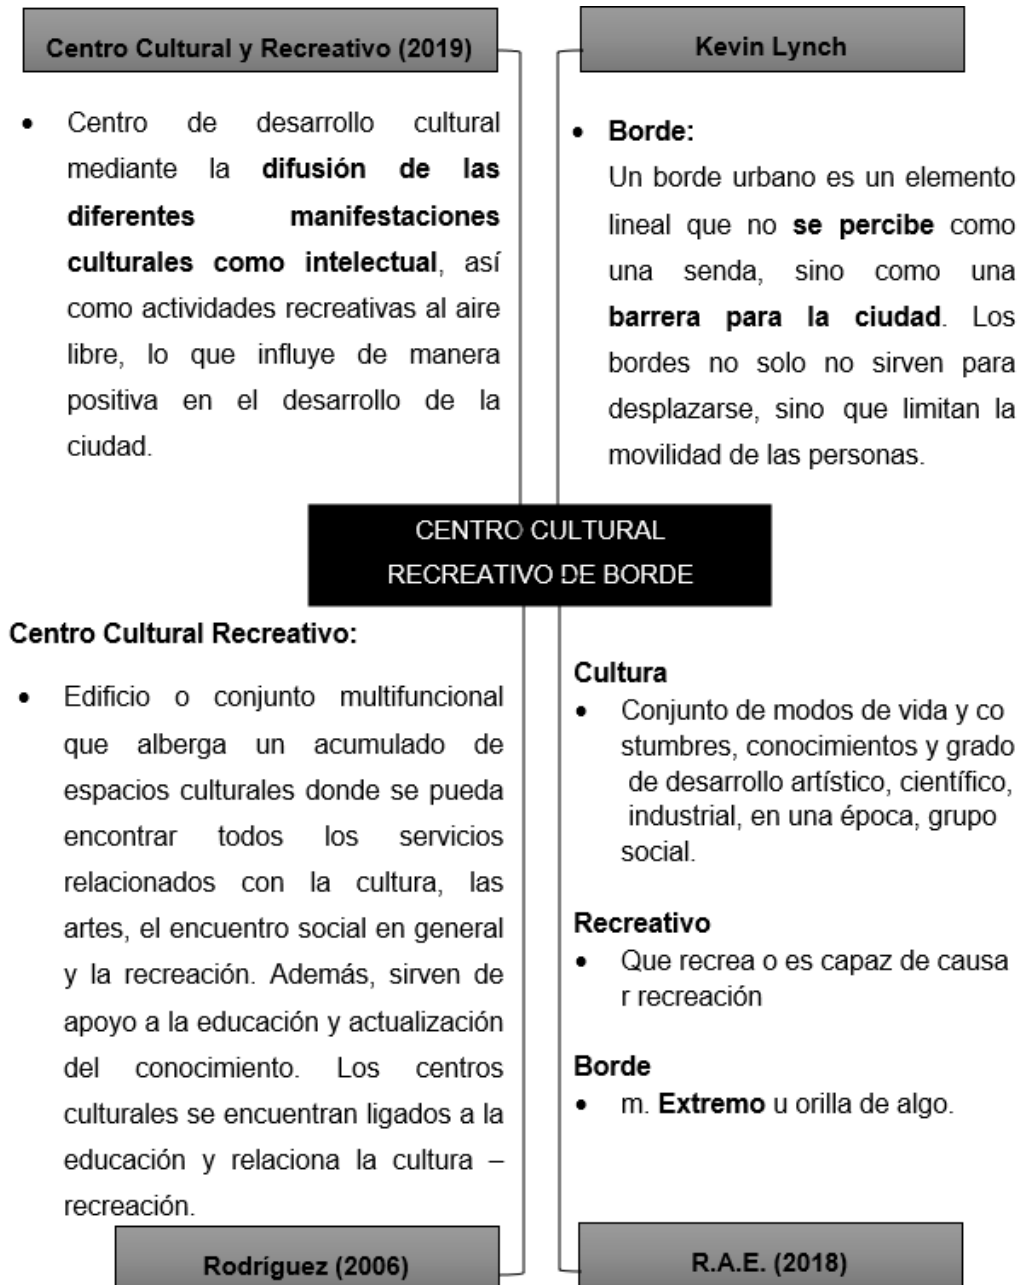 Centro Cultural y Recreativo (2019)
• Centro de desarrollo cultural
mediante la difusión de las
diferentes manifestaciones
culturales como intelectual, así
como actividades recreativas al aire
libre, lo que influye de manera
positiva en el desarrollo de la
ciudad.
Kevin Lynch
• Borde:
Un borde urbano es un elemento
lineal que no se percibe como
una senda, sino como una
barrera para la ciudad. Los
bordes no solo no sirven para
desplazarse, sino que limitan la
movilidad de las personas.
CENTRO CULTURAL
RECREATIVO DE BORDE
Centro Cultural Recreativo:
• Edificio o conjunto multifuncional
que alberga un acumulado de
espacios culturales donde se pueda
encontrar todos los servicios
relacionados con la cultura, las
artes, el encuentro social en general
y la recreación. Además, sirven de
apoyo a la educación y actualización
del conocimiento. Los centros
culturales se encuentran ligados a la
educación y relaciona la cultura –
recreación.
Rodríguez (2006)
Cultura
• Conjunto de modos de vida y co
stumbres, conocimientos y grado
de desarrollo artístico, científico,
industrial, en una época, grupo
social.
Recreativo
• Que recrea o es capaz de causa
r recreación
Borde
• m. Extremo u orilla de algo.
R.A.E. (2018)